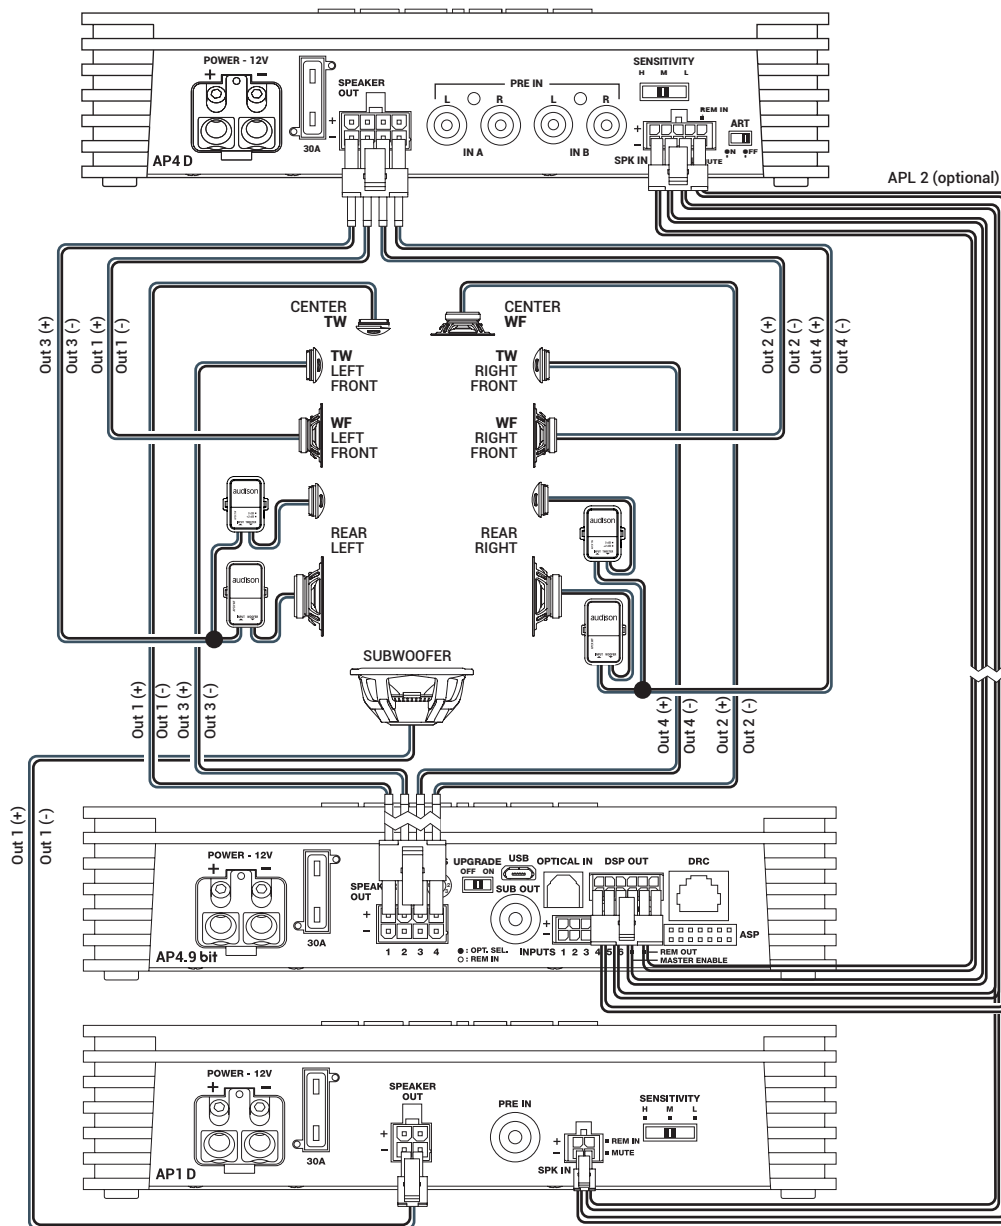 POWER - 12V
+ −
30A
AP4 D
SPEAKER
OUT
+
−
PRE IN
L R L R
IN A IN B
SENSITIVITY
H M L
REM IN
+
−
SPK IN
ART
ON OFF
APL 2 (optional)
Out 3 (+)
Out 3 (-)
Out 1 (+)
Out 1 (-)
CENTER
TW
CENTER
WF
TW
LEFT
FRONT
TW
RIGHT
FRONT
WF
LEFT
FRONT
WF
RIGHT
FRONT
Out 2 (+)
Out 2 (-)
Out 4 (+)
Out 4 (-)
audison
audison
REAR
LEFT
REAR
RIGHT
audison
audison
SUBWOOFER
Out 1 (+)
Out 1 (-)
Out 3 (+)
Out 3 (-)
Out 4 (+)
Out 4 (-)
Out 2 (+)
Out 2 (-)
Out 1 (+)
Out 1 (-)
POWER - 12V
+ −
30A
AP4.9 bit
OUT
+
−
1 2 3 4
UPGRADE
OFF ON
USB
SUB OUT
OPTICAL IN
DSP OUT
DRC
ASP
+
−
● : OPT. SEL.
○ : REM IN
INPUTS 1 2 3 4 5
REM OUT
MASTER ENABLE
POWER - 12V
+ −
30A
AP1 D
SPEAKER
OUT
+
−
PRE IN
+
−
SPK IN
REM IN
MUTE
SENSITIVITY
H M L